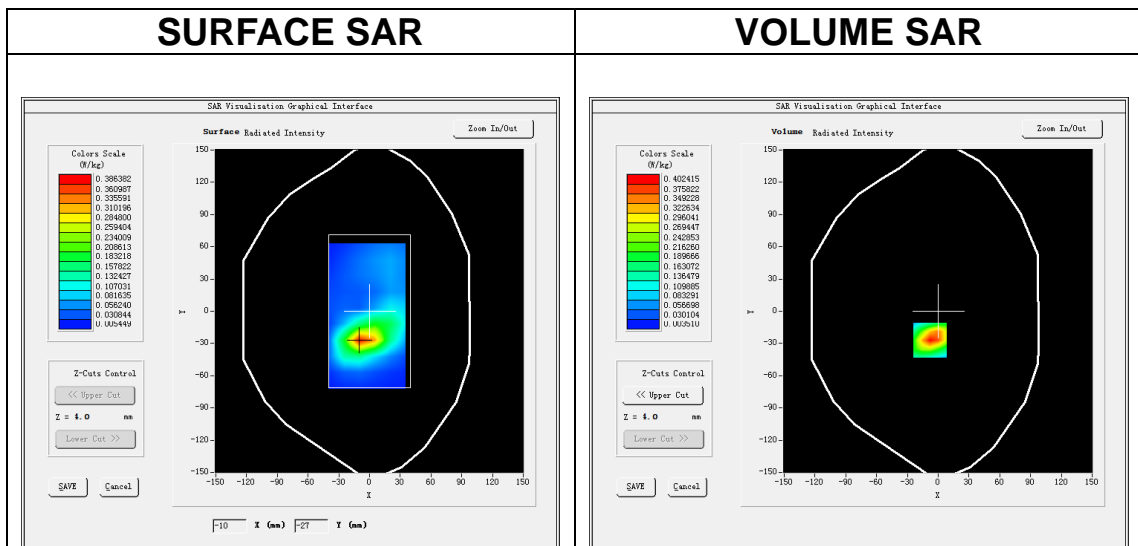 SURFACE SAR
VOLUME SAR
SAR Visualisation Graphical Interface
Surface Radiated Intensity
Zoom In/Out
Colors Scale
(W/kg)
0.386382
0.360987
0.335591
0.310196
0.284800
0.259404
0.234009
0.208613
0.183218
0.157822
0.132427
0.107031
0.081635
0.056240
0.030844
0.005449
Z-Cuts Control
<< Upper Cut
Z = 4.0 mm
Lower Cut >>
SAVE
Cancel
150
120
90
60
30
0
-30
-60
-90
-120
-150
Y
-150 -120 -90 -60 -30 0 30 60 90 120 150
X
-10 X (mm) -27 Y (mm)
SAR Visualisation Graphical Interface
Volume Radiated Intensity
Zoom In/Out
Colors Scale
(W/kg)
0.402415
0.375822
0.349228
0.322634
0.296041
0.269447
0.242853
0.216260
0.189666
0.163072
0.136479
0.109885
0.083291
0.056698
0.030104
0.003510
Z-Cuts Control
<< Upper Cut
Z = 4.0 mm
Lower Cut >>
SAVE
Cancel
150
120
90
60
30
0
-30
-60
-90
-120
-150
Y
-150 -120 -90 -60 -30 0 30 60 90 120 150
X